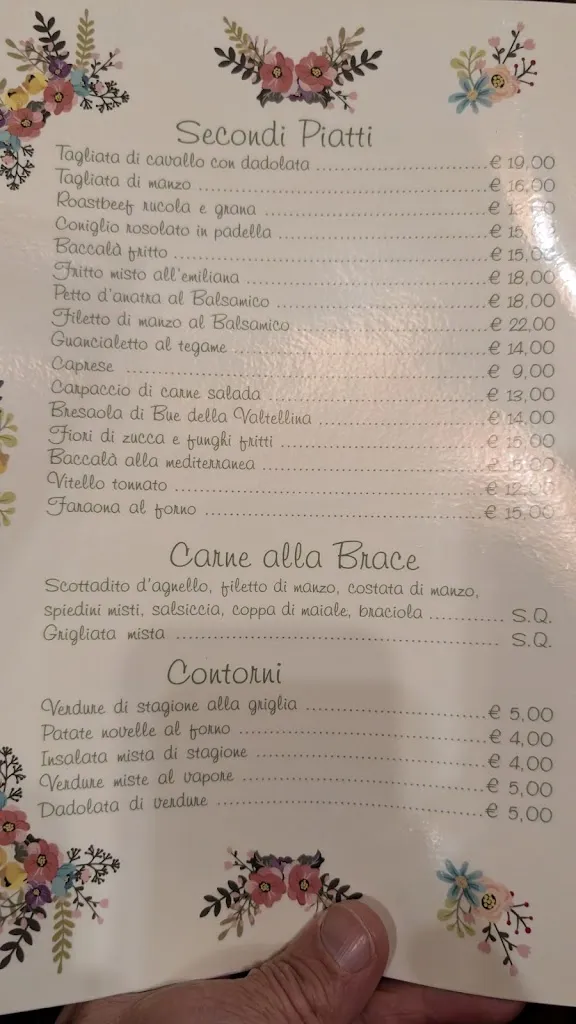 Secondi Piatti
Tagliata di cavallo con dadolata € 19,00
Tagliata di manzo € 16,00
Roastbeef rucola e grana €
Coniglio rosolato in padella € 15,
Baccalà fritto € 15,00
Fritto misto all'emiliana € 18,00
Petto d'anatra al Balsamico € 18,00
Filetto di manzo al Balsamico € 22,00
Guancialetto al tegame € 14,00
Caprese € 9,00
Carpaccio di carne salada € 13,00
Bresaola di Bue della Valtellina € 14,00
Fiori di zucca e funghi fritti € 15,00
Baccalà alla mediterranea
Vitello tonnato €
Faraona al forno € 15,00
Carne alla Brace
Scottadito d'agnello, filetto di manzo, costata di manzo,
spiedini misti, salsiccia, coppa di maiale, braciola S.Q.
Grigliata mista S.Q.
Contorni
Verdure di stagione alla griglia € 5,00
Patate novelle al forno € 4,00
Insalata mista di stagione € 4,00
Verdure miste al vapore € 5,00
Dadolata di verdure € 5,00